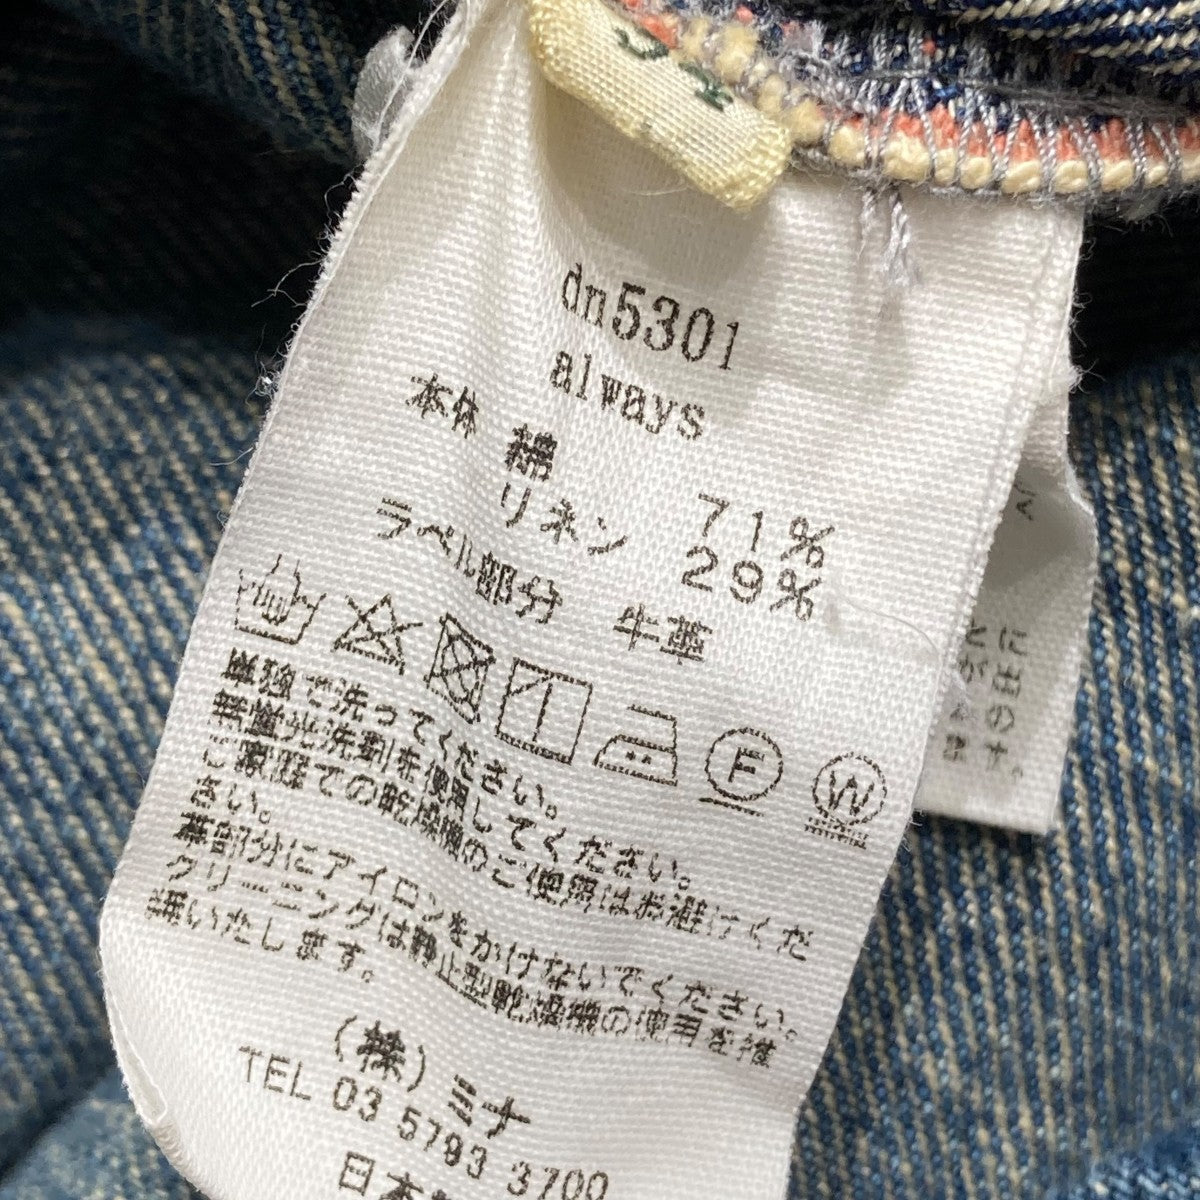 dn5301
always
本体 綿 71%
リネン 29%
ラベル部分 牛革
F W
単独で洗ってください。
無蛍光洗剤を使用してください。
ご家庭での乾燥機のご使用はお避けくだ
さい。
革部分にアイロンをかけないでください。
クリーニングは静止型乾燥機の使用を推
奨いたします。
(株)ミナ
TEL 03 5793 3700
日本